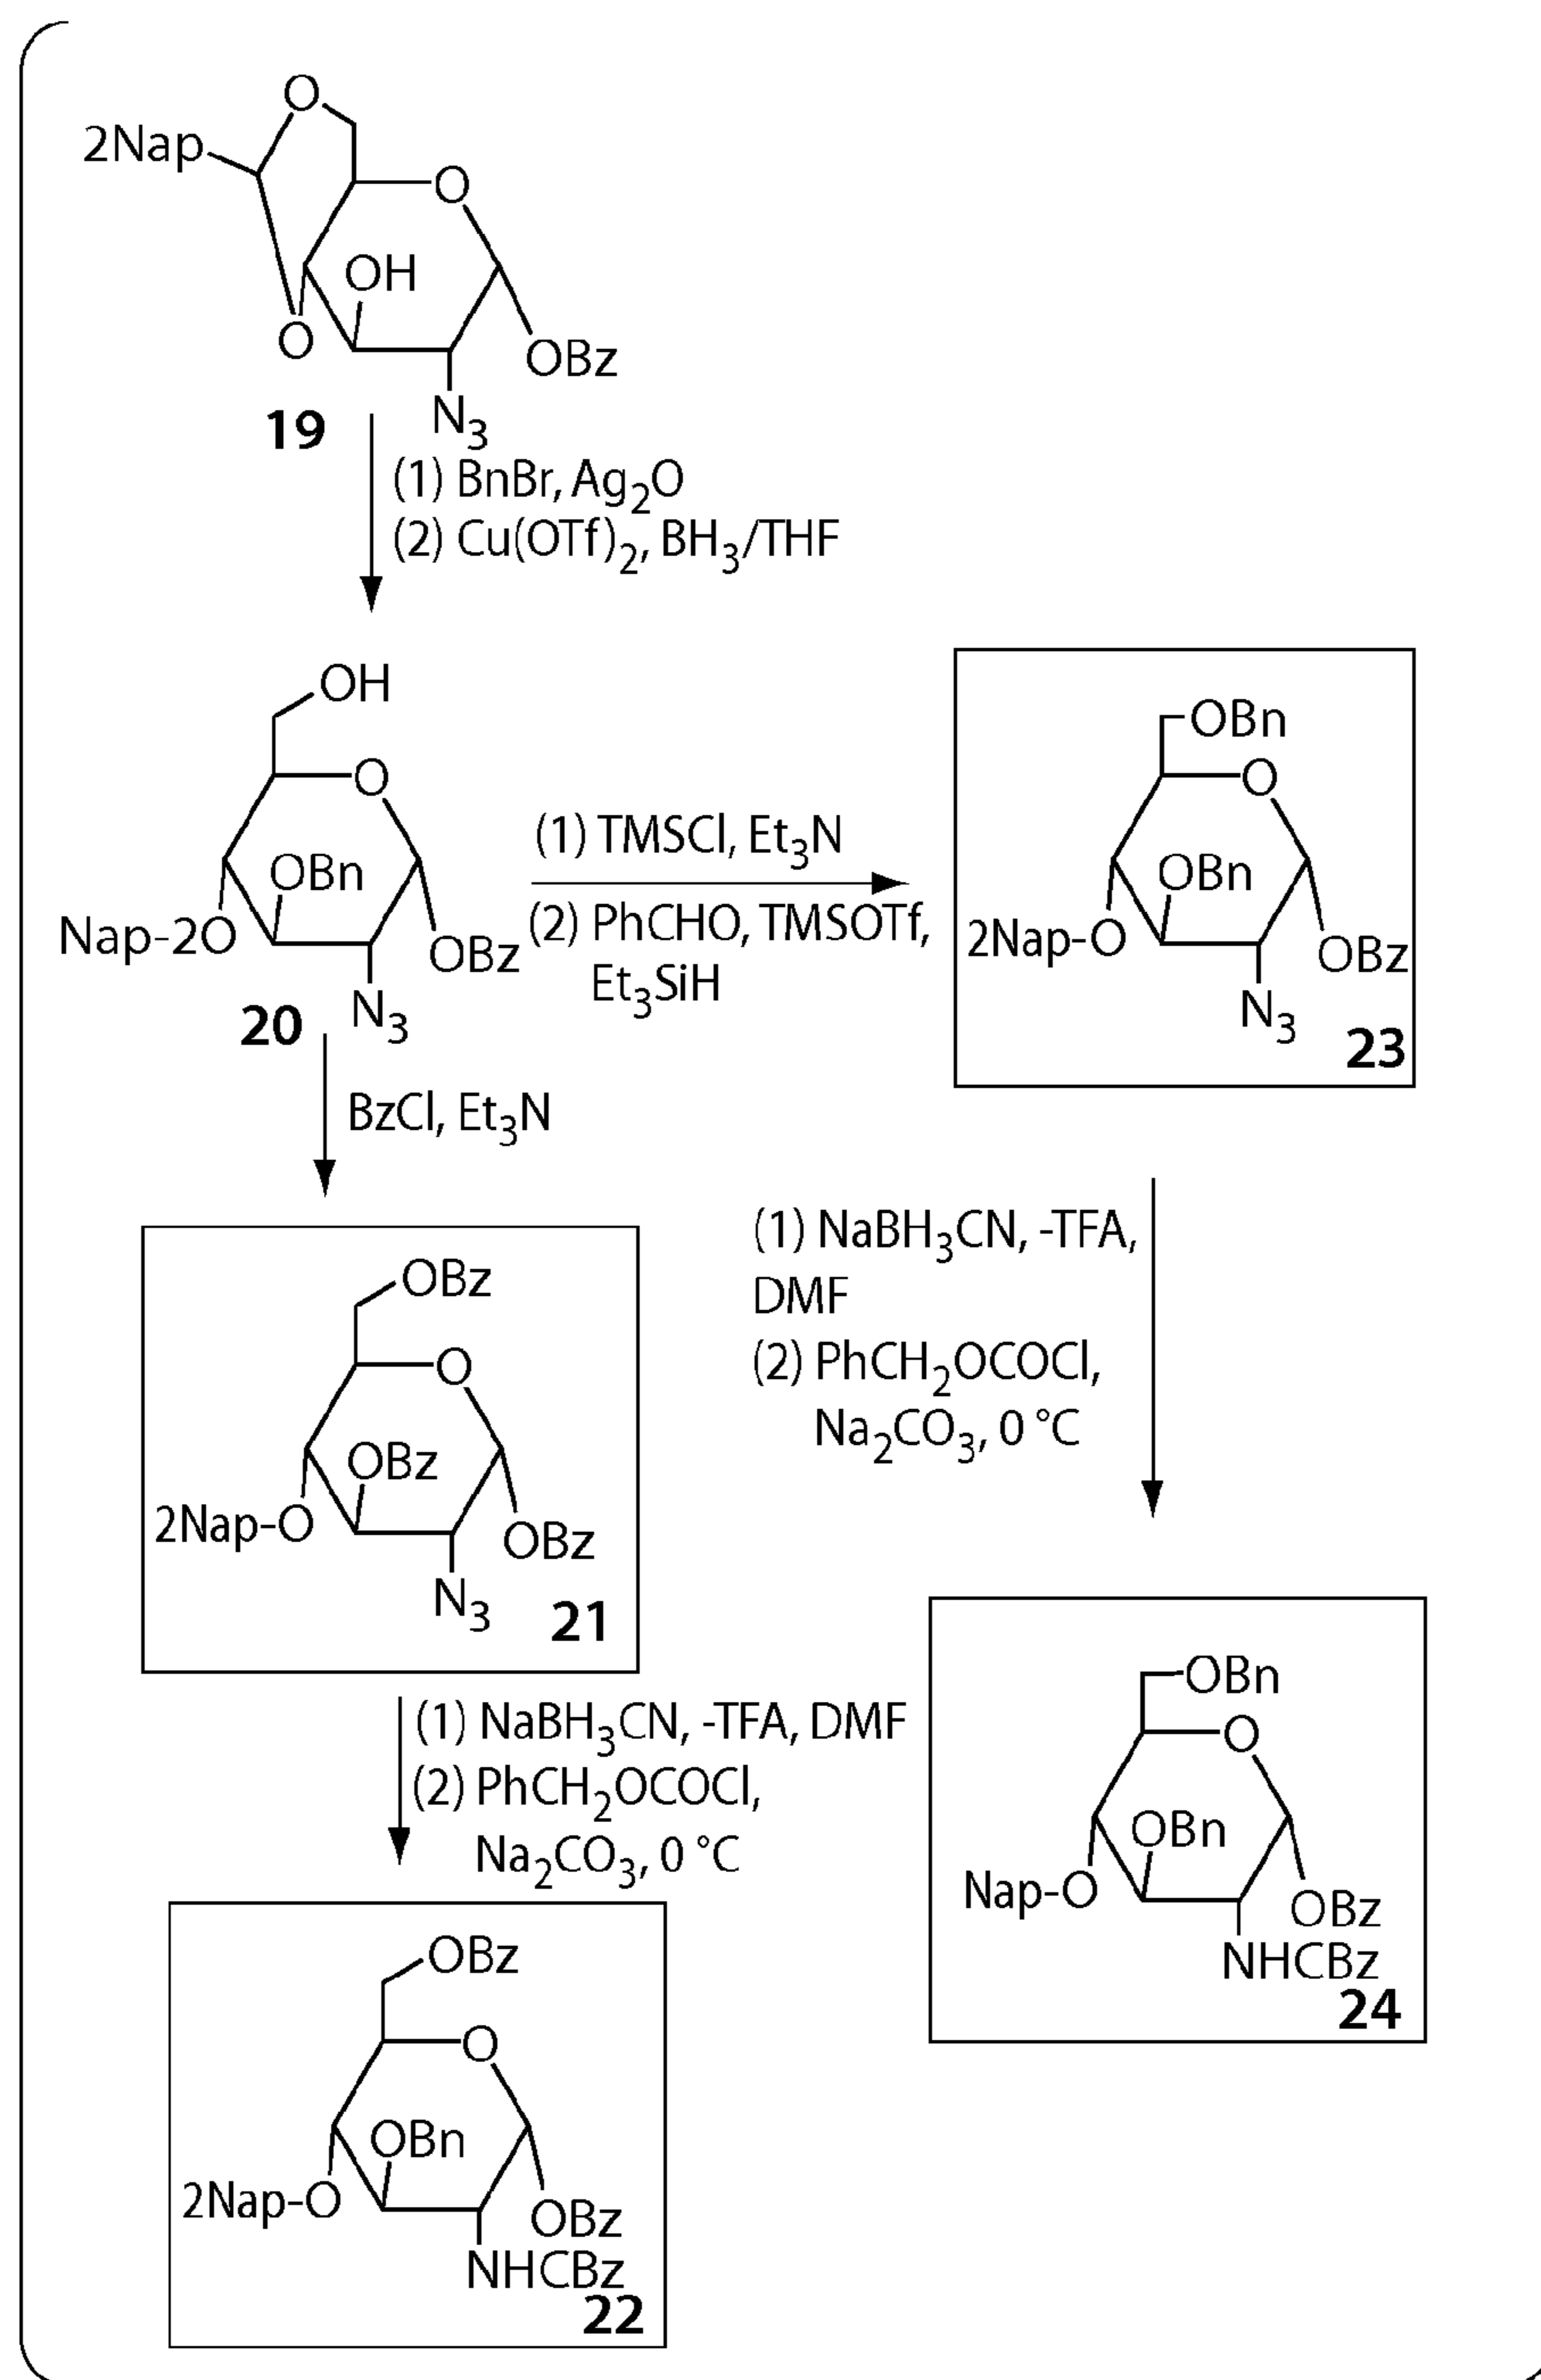 O
2Nap
O
OH
O
OBz
N3
19
(1) BnBr, Ag2O
(2) Cu(OTf)2, BH3/THF
OH
O
OBn
Nap-2O
OBz
N3
20
(1) TMSCl, Et3N
(2) PhCHO, TMSOTf,
Et3SiH
OBn
O
OBn
2Nap-O
OBz
N3
23
BzCl, Et3N
OBz
O
OBz
2Nap-O
OBz
N3
21
(1) NaBH3CN, -TFA,
DMF
(2) PhCH2OCOCl,
Na2CO3, 0 °C
(1) NaBH3CN, -TFA, DMF
(2) PhCH2OCOCl,
Na2CO3, 0 °C
OBn
O
OBn
Nap-O
OBz
NHCBz
24
OBz
O
OBn
2Nap-O
OBz
NHCBz
22